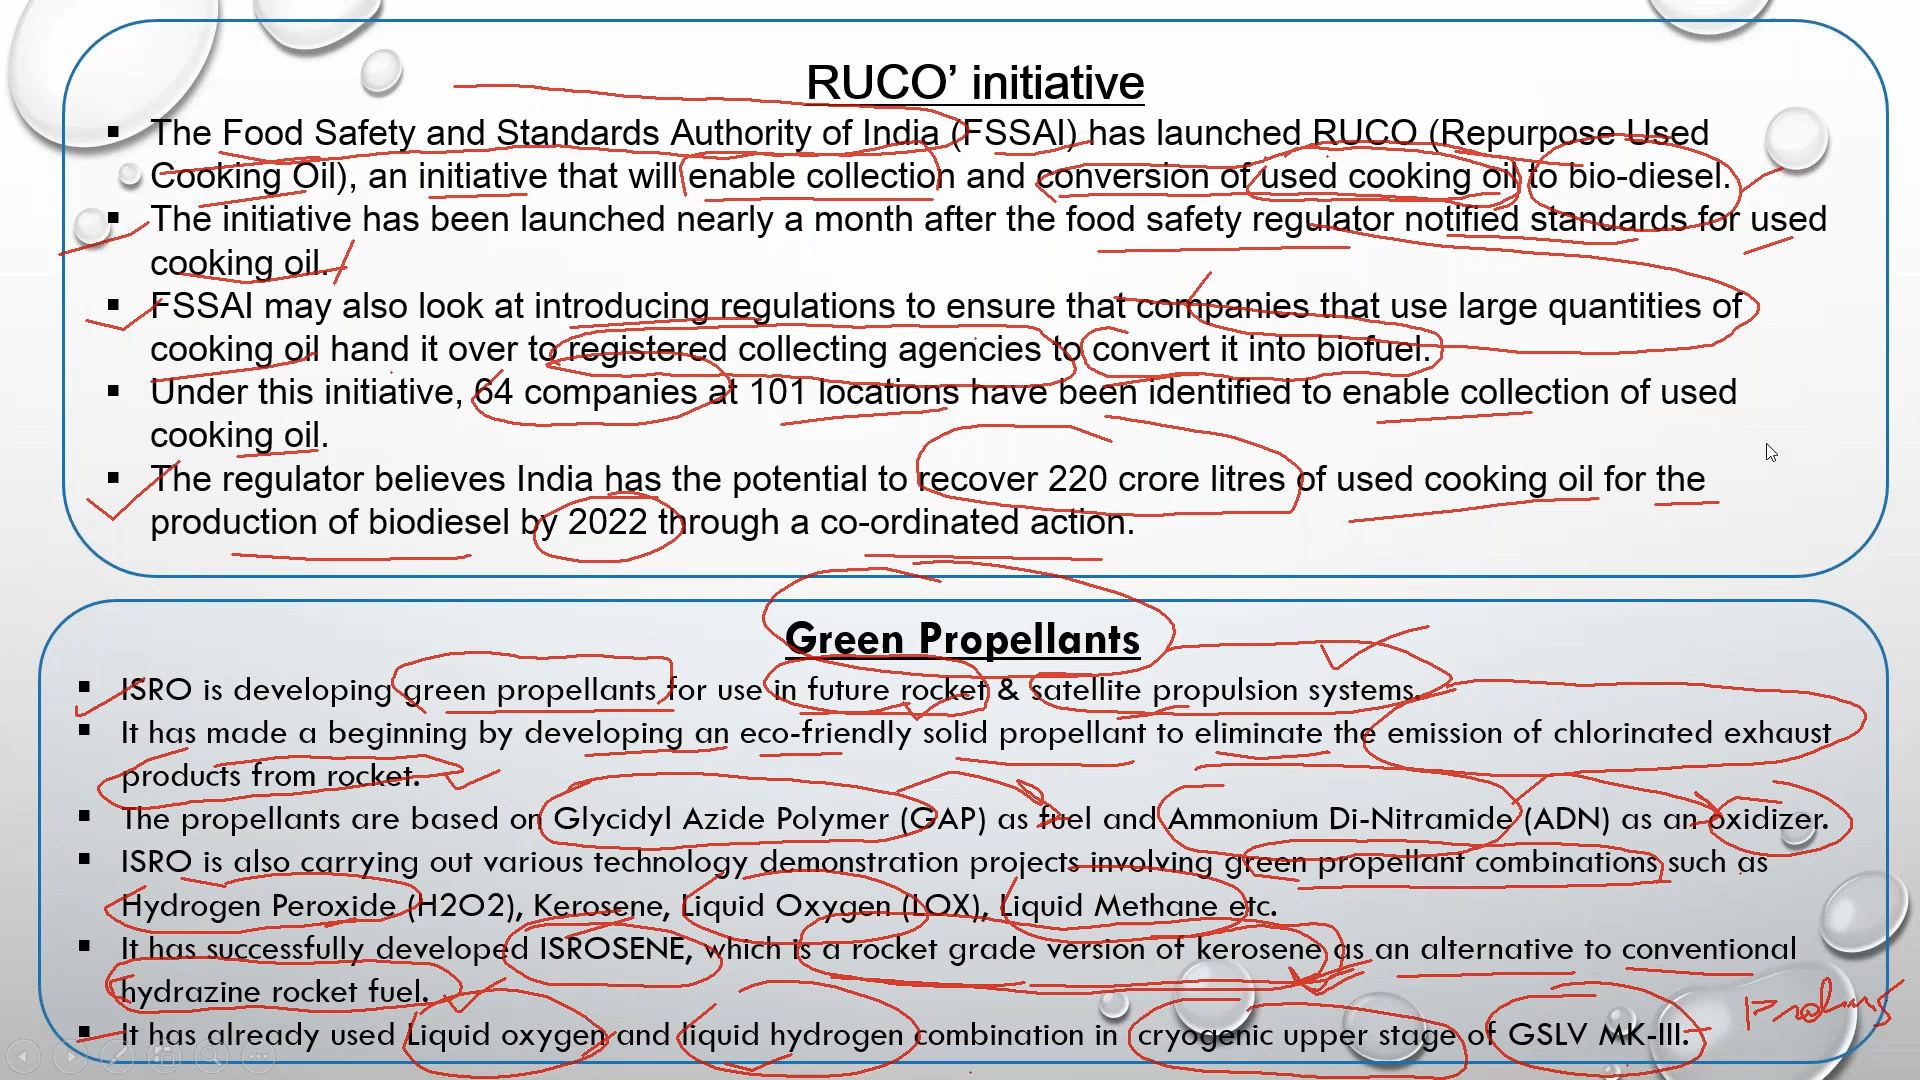 RUCO’ initiative
▪ The Food Safety and Standards Authority of India (FSSAI) has launched RUCO (Repurpose Used
Cooking Oil), an initiative that will enable collection and conversion of used cooking oil to bio-diesel.
▪ The initiative has been launched nearly a month after the food safety regulator notified standards for used
cooking oil.
▪ FSSAI may also look at introducing regulations to ensure that companies that use large quantities of
cooking oil hand it over to registered collecting agencies to convert it into biofuel.
▪ Under this initiative, 64 companies at 101 locations have been identified to enable collection of used
cooking oil.
▪ The regulator believes India has the potential to recover 220 crore litres of used cooking oil for the
production of biodiesel by 2022 through a co-ordinated action.
Green Propellants
▪ ISRO is developing green propellants for use in future rocket & satellite propulsion systems.
▪ It has made a beginning by developing an eco-friendly solid propellant to eliminate the emission of chlorinated exhaust
products from rocket.
▪ The propellants are based on Glycidyl Azide Polymer (GAP) as fuel and Ammonium Di-Nitramide (ADN) as an oxidizer.
▪ ISRO is also carrying out various technology demonstration projects involving green propellant combinations such as
Hydrogen Peroxide (H2O2), Kerosene, Liquid Oxygen (LOX), Liquid Methane etc.
▪ It has successfully developed ISROSENE, which is a rocket grade version of kerosene as an alternative to conventional
hydrazine rocket fuel.
▪ It has already used Liquid oxygen and liquid hydrogen combination in cryogenic upper stage of GSLV MK-III.